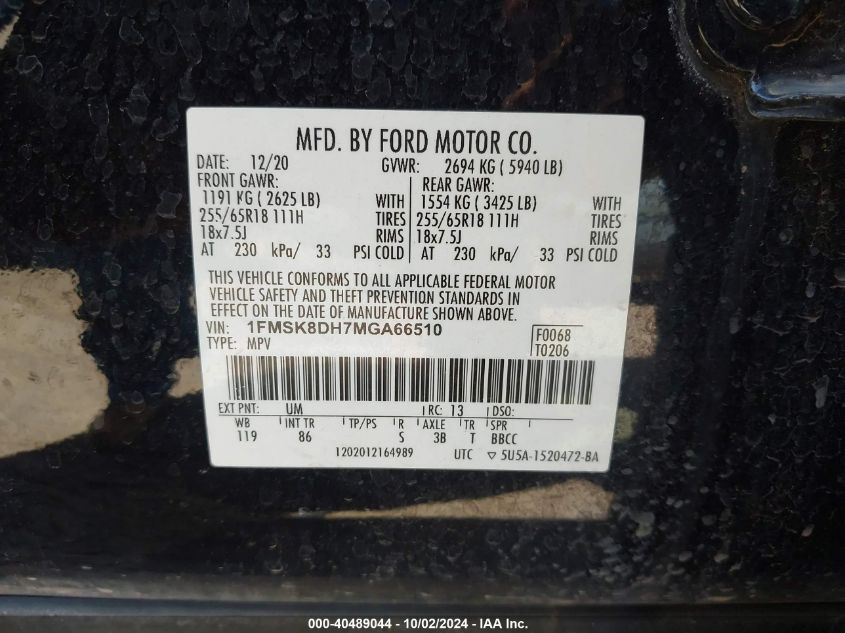 MFD. BY FORD MOTOR CO.
DATE: 12/20 GVWR: 2694 KG ( 5940 LB)
FRONT GAWR: REAR GAWR:
1191 KG ( 2625 LB) WITH 1554 KG ( 3425 LB) WITH
255/65R18 111H TIRES 255/65R18 111H TIRES
18x7.5J RIMS 18x7.5J RIMS
AT 230 kPa/ 33 PSI COLD AT 230 kPa/ 33 PSI COLD
THIS VEHICLE CONFORMS TO ALL APPLICABLE FEDERAL MOTOR
VEHICLE SAFETY AND THEFT PREVENTION STANDARDS IN
EFFECT ON THE DATE OF MANUFACTURE SHOWN ABOVE.
VIN: 1FMSK8DH7MGA66510 F0068
TYPE: MPV T0206
EXT PNT: UM RC: 13 DSO:
WB INT TR TP/PS R AXLE TR SPR
119 86 S 3B T BBCC
1202012164989 UTC ▽ 5U5A-1520472-BA
000-40489044 - 10/02/2024 - IAA Inc.